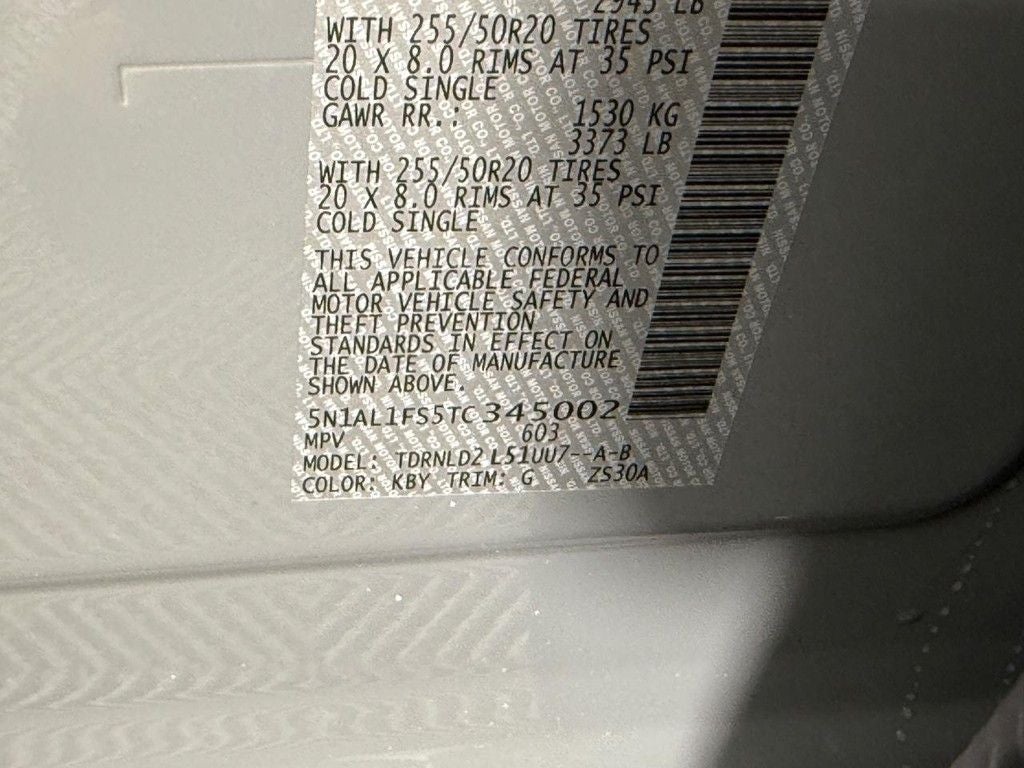 2945 LB
WITH 255/50R20 TIRES
20 X 8.0 RIMS AT 35 PSI
COLD SINGLE
GAWR RR.: 1530 KG
3373 LB
WITH 255/50R20 TIRES
20 X 8.0 RIMS AT 35 PSI
COLD SINGLE
THIS VEHICLE CONFORMS TO
ALL APPLICABLE FEDERAL
MOTOR VEHICLE SAFETY AND
THEFT PREVENTION
STANDARDS IN EFFECT ON
THE DATE OF MANUFACTURE
SHOWN ABOVE.
5N1AL1FS5TC345002
MPV 603
MODEL: TDRNLD2 L51UU7--A-B
COLOR: KBY TRIM: G ZS30A